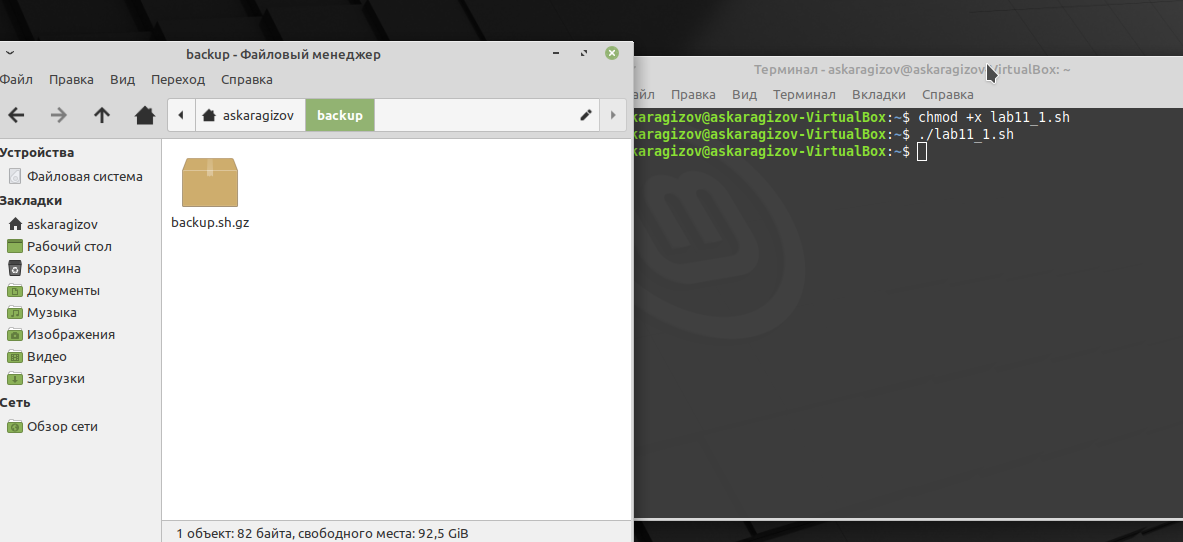 backup - Файловый менеджер
Файл Правка Вид Переход Справка
askaragizov backup
Устройства
Файловая система
Закладки
askaragizov
Рабочий стол
Корзина
Документы
Музыка
Изображения
Видео
Загрузки
Сеть
Обзор сети
backup.sh.gz
1 объект: 82 байта, свободного места: 92,5 GiB
Терминал - askaragizov@askaragizov-VirtualBox: ~
айл Правка Вид Терминал Вкладки Справка
karagizov@askaragizov-VirtualBox:~$ chmod +x lab11_1.sh
karagizov@askaragizov-VirtualBox:~$ ./lab11_1.sh
karagizov@askaragizov-VirtualBox:~$